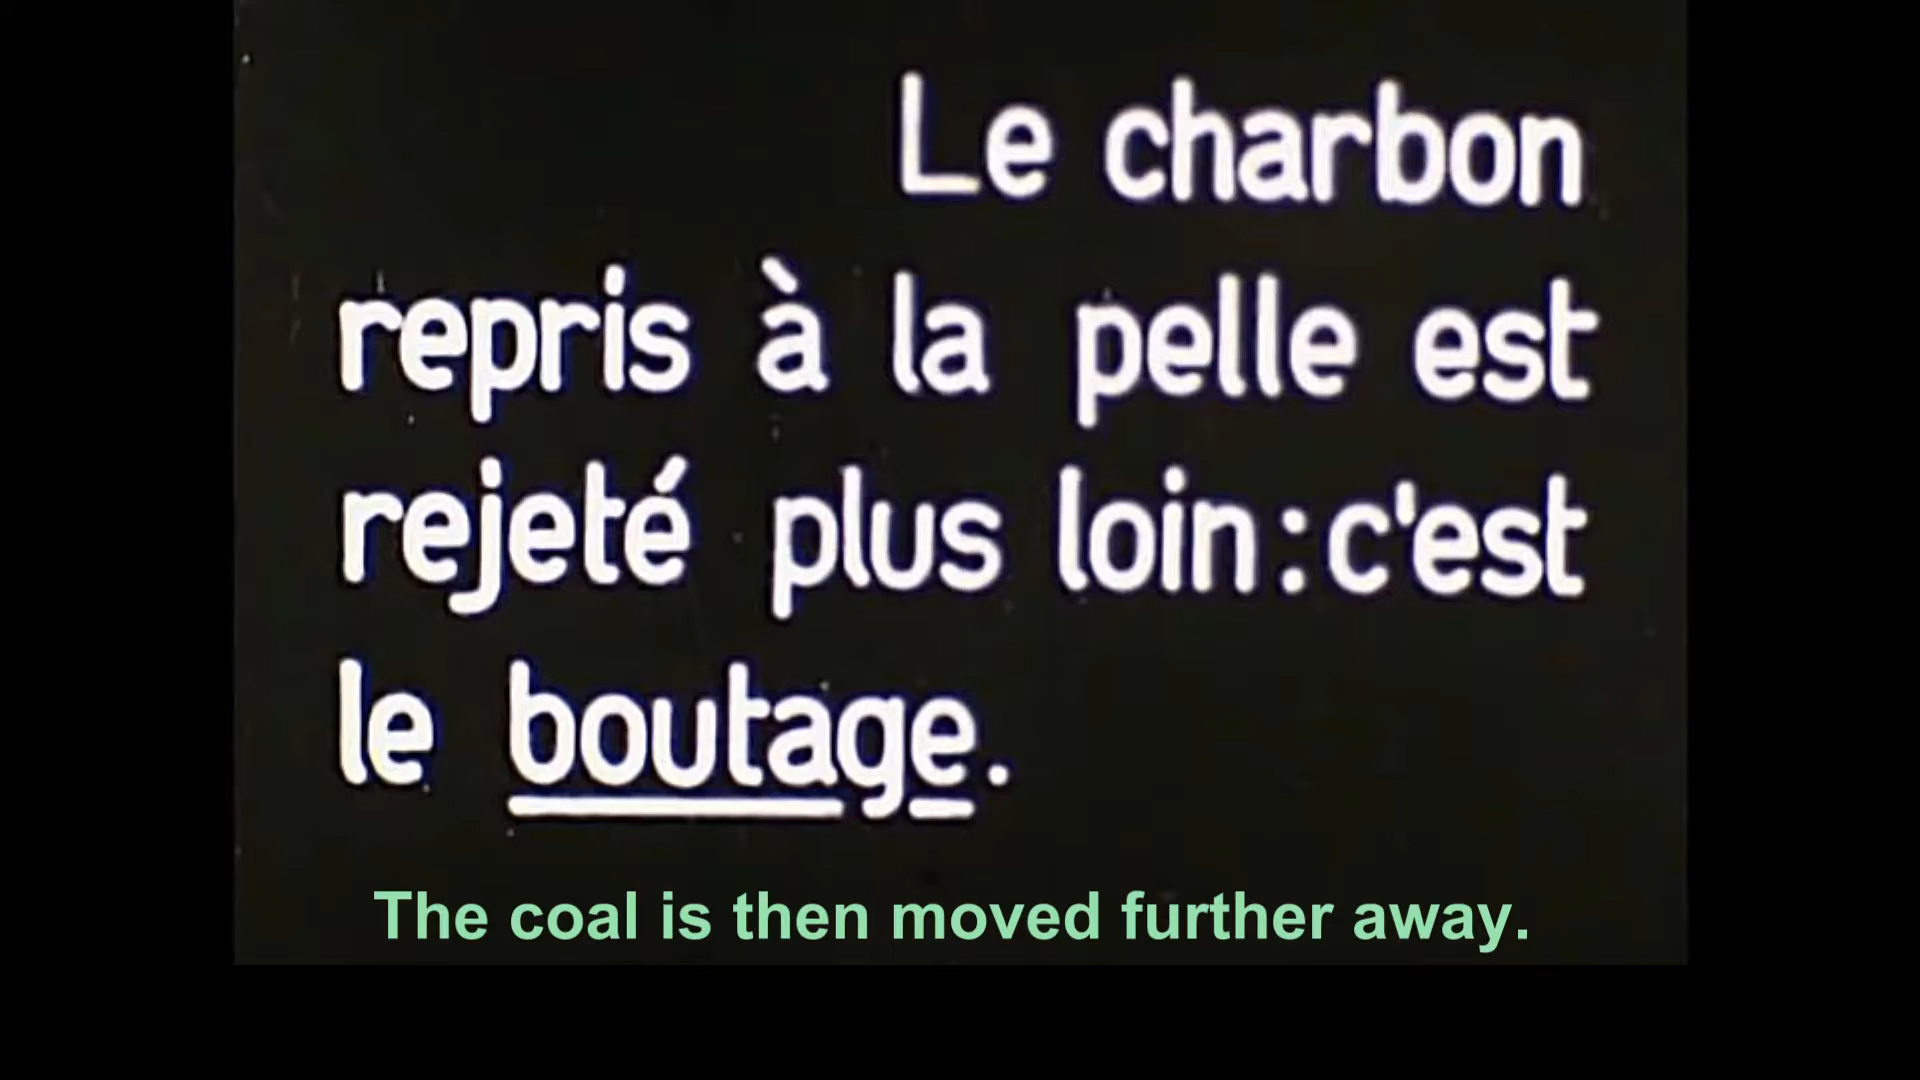 Le charbon
repris à la pelle est
rejeté plus loin : c'est
le boutage.
The coal is then moved further away.